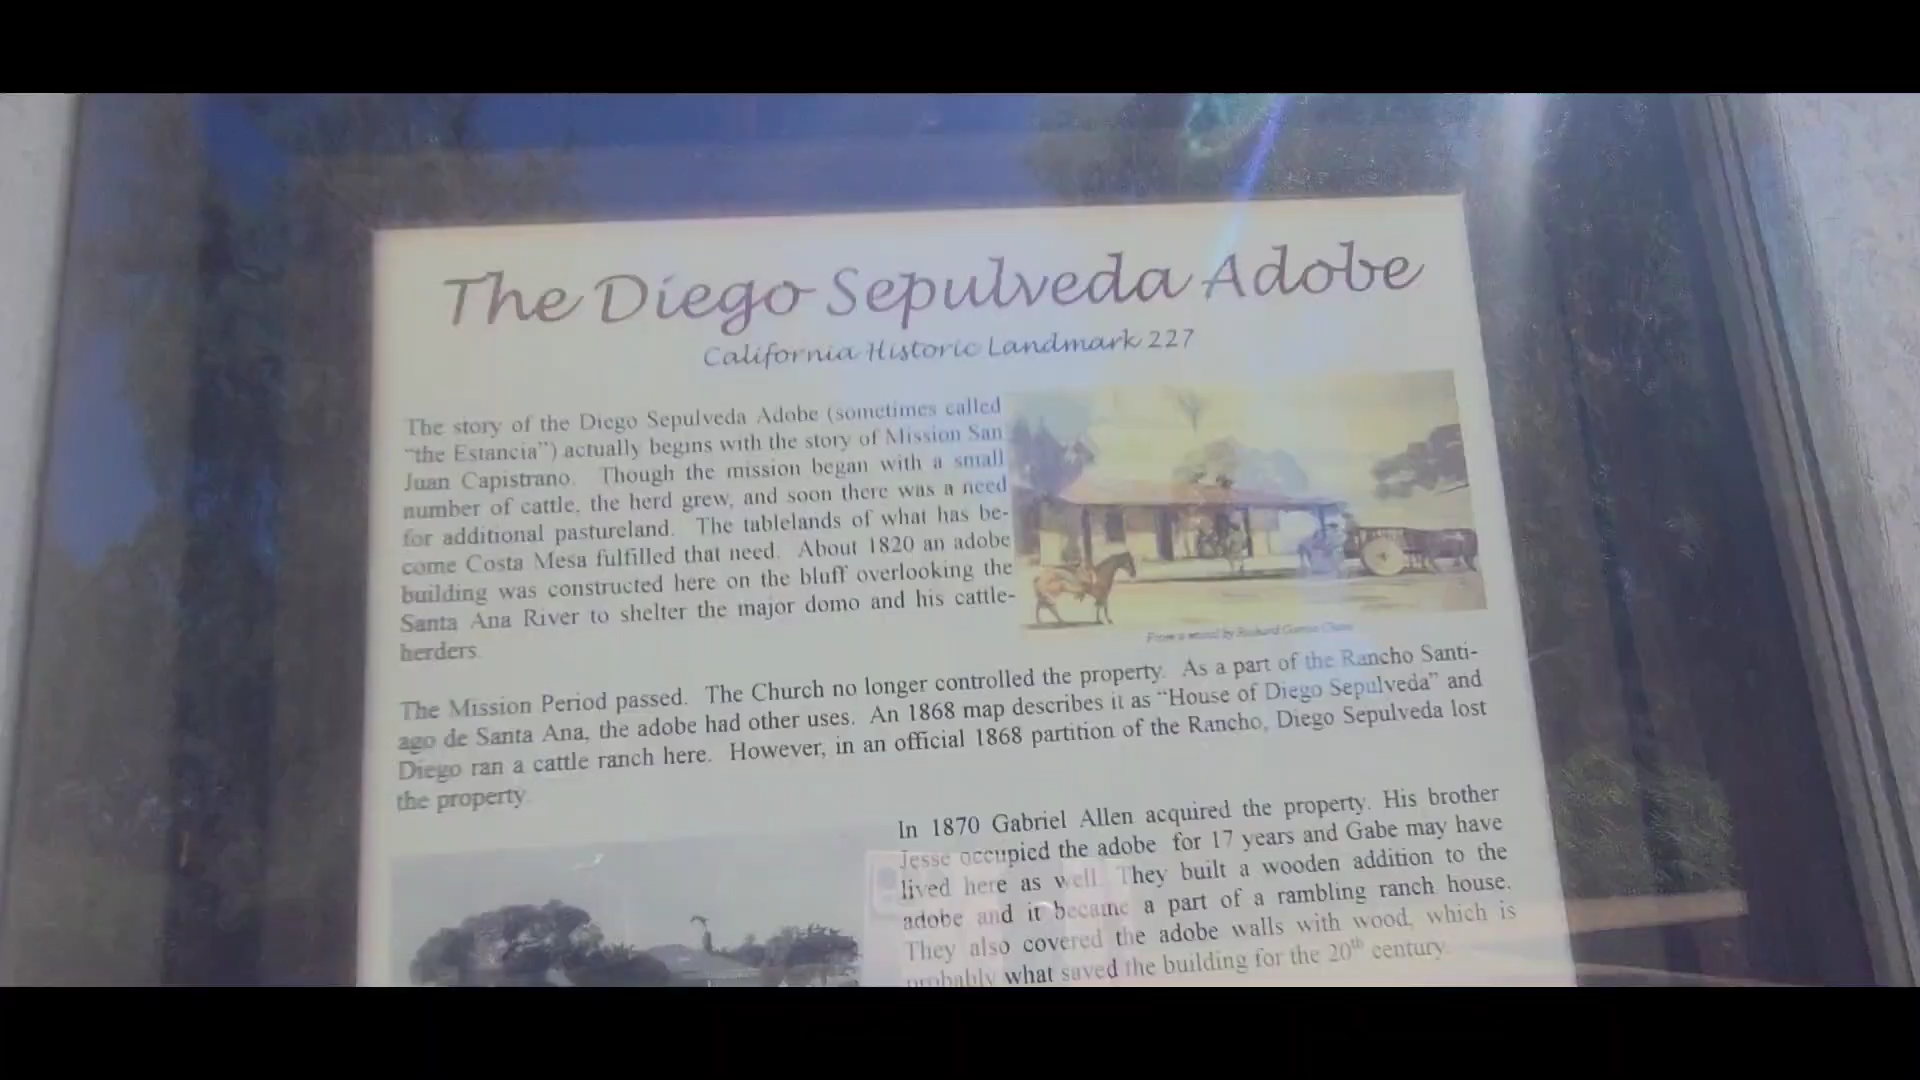 The Diego Sepulveda Adobe
California Historic Landmark 227
The story of the Diego Sepulveda Adobe (sometimes called
"the Estancia") actually begins with the story of Mission San
Juan Capistrano. Though the mission began with a small
number of cattle, the herd grew, and soon there was a need
for additional pastureland. The tablelands of what has be-
come Costa Mesa fulfilled that need. About 1820 an adobe
building was constructed here on the bluff overlooking the
Santa Ana River to shelter the major domo and his cattle-
herders.
From a mural by Richard
The Mission Period passed. The Church no longer controlled the property. As a part of the Rancho Santi-
ago de Santa Ana, the adobe had other uses. An 1868 map describes it as "House of Diego Sepulveda" and
Diego ran a cattle ranch here. However, in an official 1868 partition of the Rancho, Diego Sepulveda lost
the property.
In 1870 Gabriel Allen acquired the property. His brother
Jesse occupied the adobe for 17 years and Gabe may have
lived here as well. They built a wooden addition to the
adobe and it became a part of a rambling ranch house.
They also covered the adobe walls with wood, which is
probably what saved the building for the 20th century.